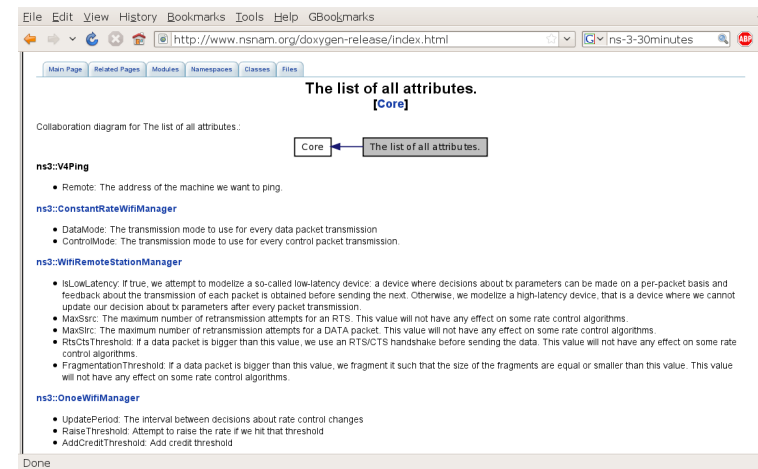 File Edit View History Bookmarks Tools Help GBookmarks
http://www.nsnam.org/doxygen-release/index.html
G ns-3-30minutes
ABP
Main Page Related Pages Modules Namespaces Classes Files
The list of all attributes.
[Core]
Collaboration diagram for The list of all attributes.:
Core The list of all attributes.
ns3::V4Ping
• Remote: The address of the machine we want to ping.
ns3::ConstantRateWifiManager
• DataMode: The transmission mode to use for every data packet transmission
• ControlMode: The transmission mode to use for every control packet transmission.
ns3::WifiRemoteStationManager
• IsLowLatency: If true, we attempt to modelize a so-called low-latency device: a device where decisions about tx parameters can be made on a per-packet basis and
feedback about the transmission of each packet is obtained before sending the next. Otherwise, we modelize a high-latency device, that is a device where we cannot
update our decision about tx parameters after every packet transmission.
• MaxSsrc: The maximum number of retransmission attempts for an RTS. This value will not have any effect on some rate control algorithms.
• MaxSlrc: The maximum number of retransmission attempts for a DATA packet. This value will not have any effect on some rate control algorithms.
• RtsCtsThreshold: If a data packet is bigger than this value, we use an RTS/CTS handshake before sending the data. This value will not have any effect on some rate
control algorithms.
• FragmentationThreshold: If a data packet is bigger than this value, we fragment it such that the size of the fragments are equal or smaller than this value. This value
will not have any effect on some rate control algorithms.
ns3::OnoeWifiManager
• UpdatePeriod: The interval between decisions about rate control changes
• RaiseThreshold: Attempt to raise the rate if we hit that threshold
• AddCreditThreshold: Add credit threshold
Done